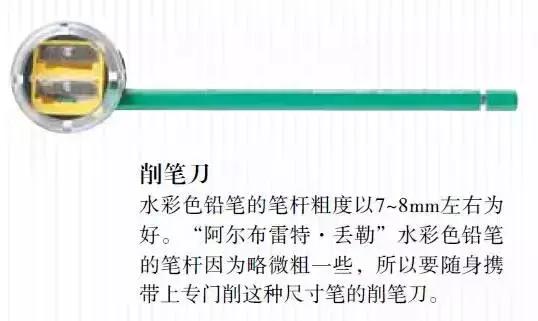 削笔刀
水彩色铅笔的笔杆粗度以7~8mm左右为
好。“阿尔布雷特·丢勒”水彩色铅笔
的笔杆因为略微粗一些，所以要随身携
带上专门削这种尺寸笔的削笔刀。